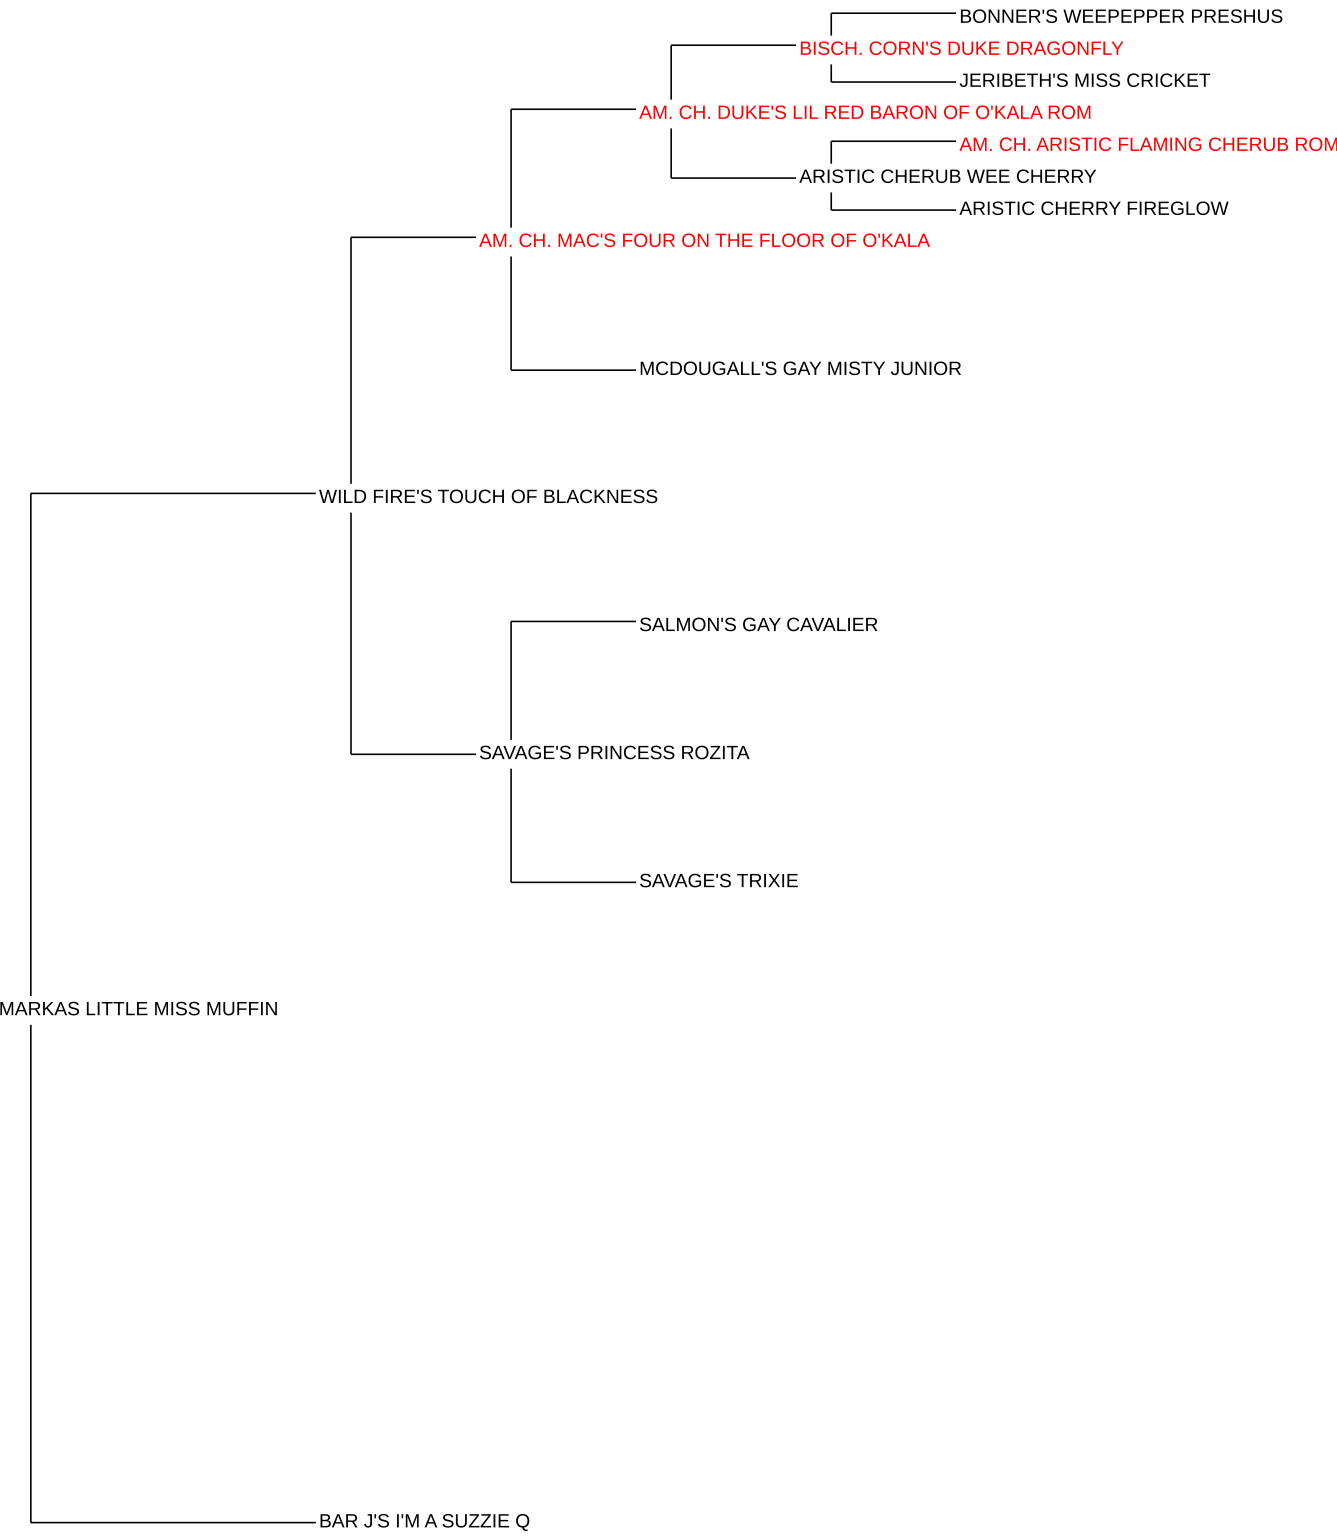 BONNER'S WEEPEPPER PRESHUS
BISCH. CORN'S DUKE DRAGONFLY
JERIBETH'S MISS CRICKET
AM. CH. DUKE'S LIL RED BARON OF O'KALA ROM
AM. CH. ARISTIC FLAMING CHERUB ROM
ARISTIC CHERUB WEE CHERRY
ARISTIC CHERRY FIREGLOW
AM. CH. MAC'S FOUR ON THE FLOOR OF O'KALA
MCDOUGALL'S GAY MISTY JUNIOR
WILD FIRE'S TOUCH OF BLACKNESS
SALMON'S GAY CAVALIER
SAVAGE'S PRINCESS ROZITA
SAVAGE'S TRIXIE
MARKAS LITTLE MISS MUFFIN
BAR J'S I'M A SUZZIE Q